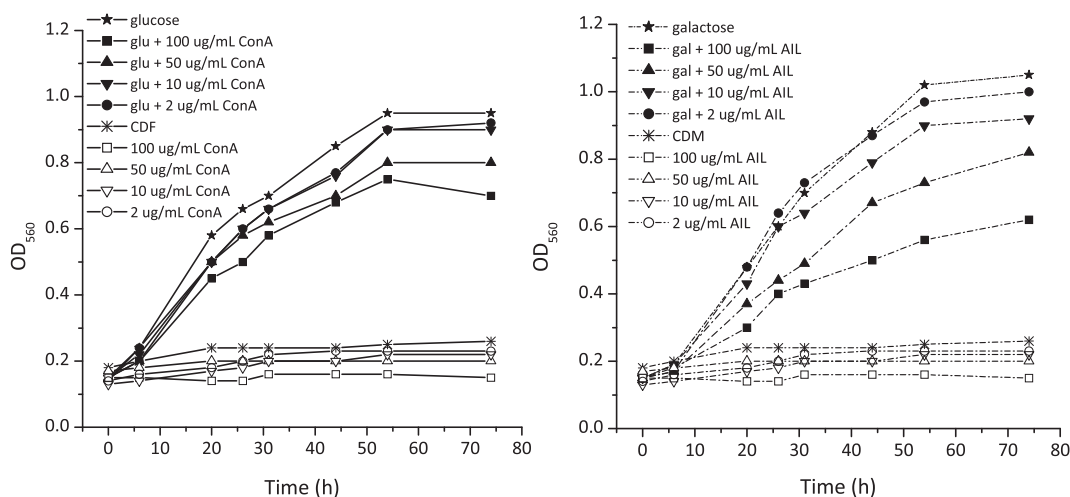 glucose
glu + 100 ug/mL ConA
glu + 50 ug/mL ConA
glu + 10 ug/mL ConA
glu + 2 ug/mL ConA
CDF
100 ug/mL ConA
50 ug/mL ConA
10 ug/mL ConA
2 ug/mL ConA
1.2
1.0
0.8
0.6
0.4
0.2
0.0
OD560
0 10 20 30 40 50 60 70 80
Time (h)
galactose
gal + 100 ug/mL AIL
gal + 50 ug/mL AIL
gal + 10 ug/mL AIL
gal + 2 ug/mL AIL
CDM
100 ug/mL AIL
50 ug/mL AIL
10 ug/mL AIL
2 ug/mL AIL
1.2
1.0
0.8
0.6
0.4
0.2
0.0
OD560
0 10 20 30 40 50 60 70 80
Time (h)